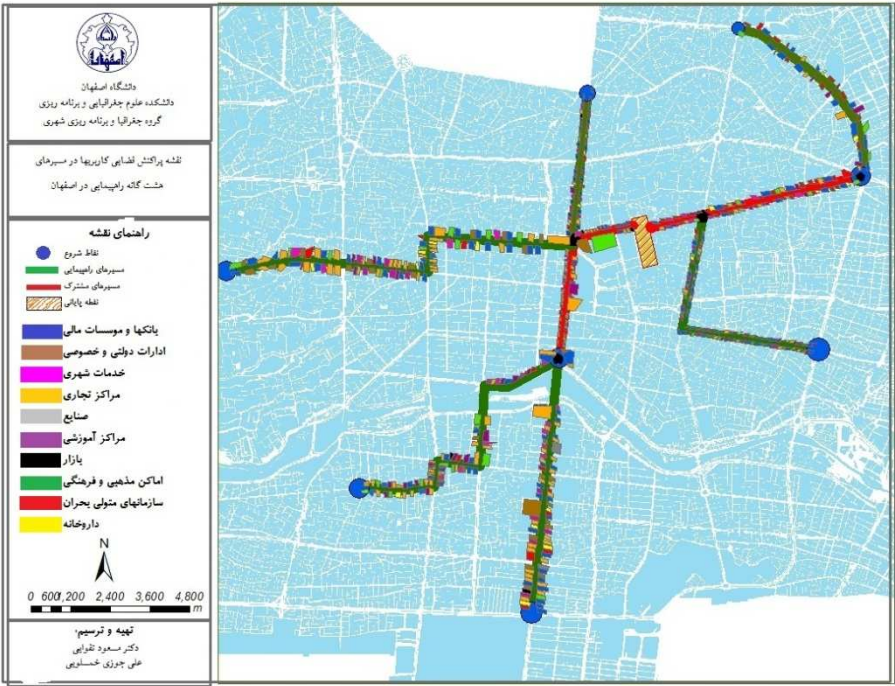 اصفهان
دانشگاه اصفهان
دانشکده علوم جغرافیایی و برنامه ریزی
گروه جغرافیا و برنامه ریزی شهری
نقشه پراکنش فضایی کاربریها در مسیرهای
هشت گانه راهپیمایی در اصفهان
راهنمای نقشه
نقاط شروع
مسیرهای راهپیمایی
مسیرهای مشترک
نقطه پایانی
بانکها و موسسات مالی
ادارات دولتی و خصوصی
خدمات شهری
مراکز تجاری
صنایع
مراکز آموزشی
بازار
اماکن مذهبی و فرهنگی
سازمانهای متولی بحران
داروخانه
N
0 600 1,200 2,400 3,600 4,800
m
تهیه و ترسیم:
دکتر مسعود تقوایی
علی جوزی خمسلویی